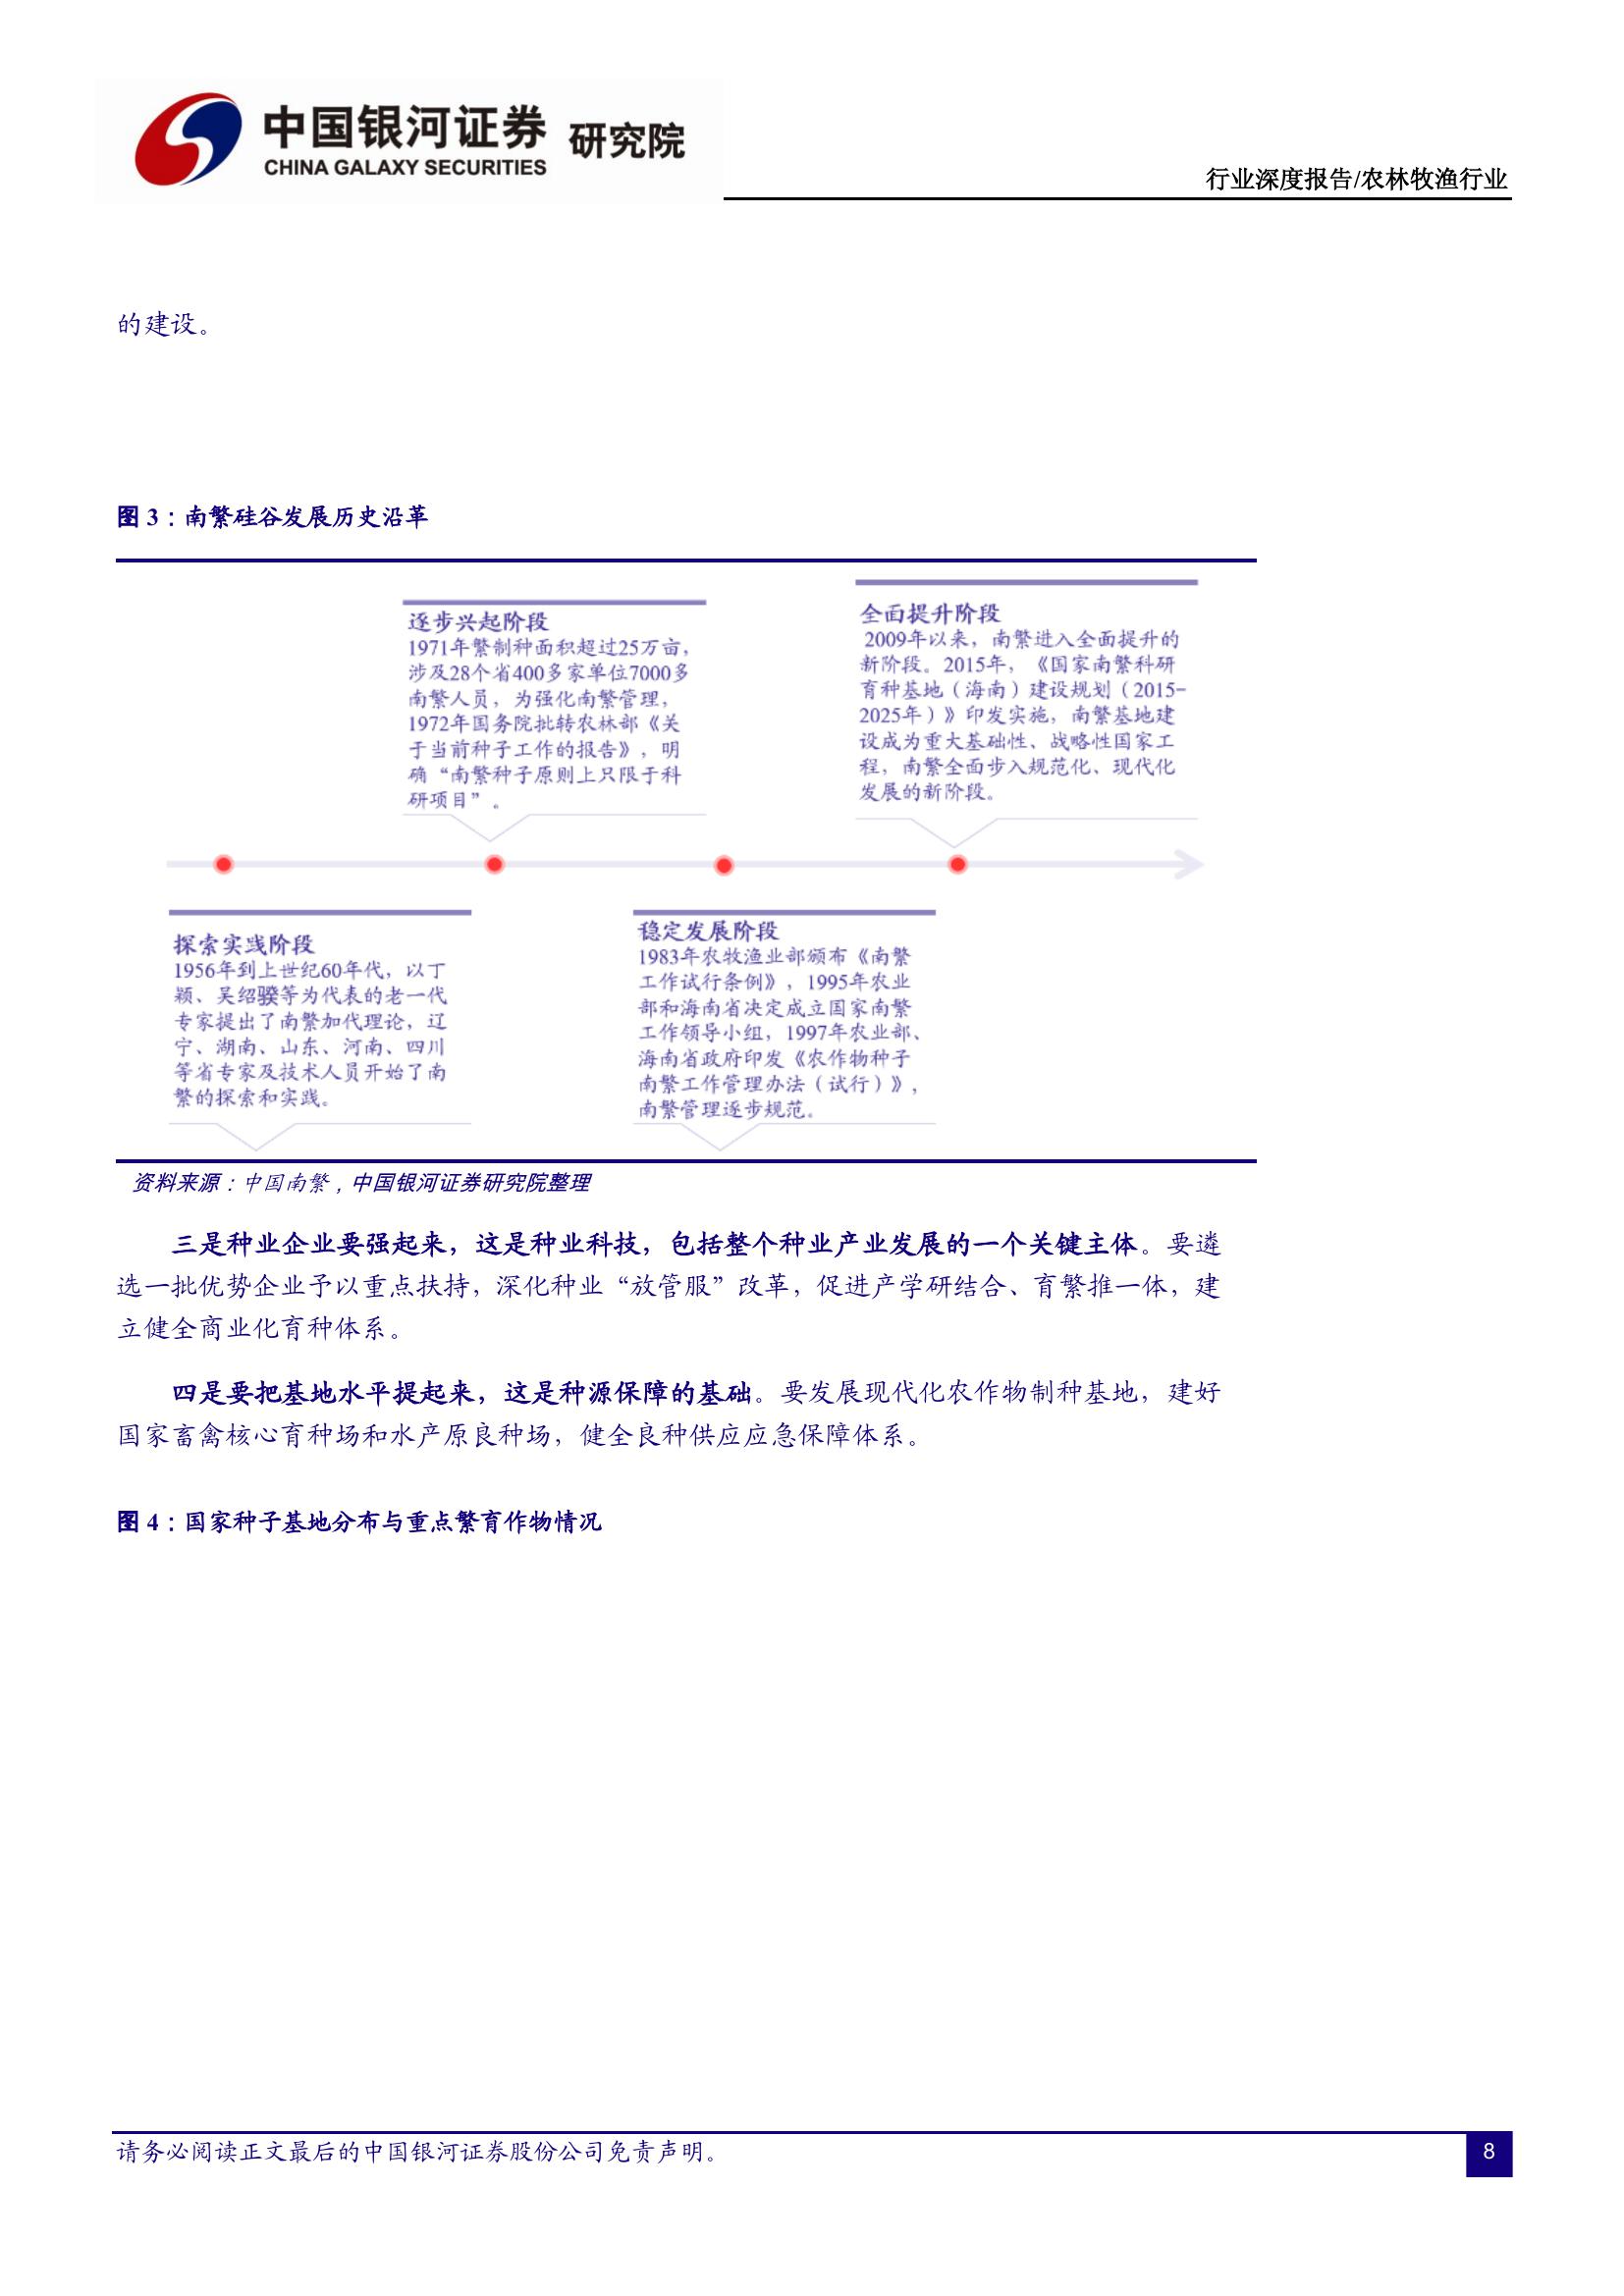 中国银河证券 研究院
CHINA GALAXY SECURITIES
行业深度报告/农林牧渔行业
的建设。
图 3：南繁硅谷发展历史沿革
逐步兴起阶段
1971年繁制种面积超过25万亩，
涉及28个省400多家单位7000多
南繁人员，为强化南繁管理，
1972年国务院批转农林部《关
于当前种子工作的报告》，明
确“南繁种子原则上只限于科
研项目”。
全面提升阶段
2009年以来，南繁进入全面提升的
新阶段。2015年，《国家南繁科研
育种基地（海南）建设规划（2015-
2025年）》印发实施，南繁基地建
设成为重大基础性、战略性国家工
程，南繁全面步入规范化、现代化
发展的新阶段。
探索实践阶段
1956年到上世纪60年代，以丁
颖、吴绍骙等为代表的老一代
专家提出了南繁加代理论，辽
宁、湖南、山东、河南、四川
等省专家及技术人员开始了南
繁的探索和实践。
稳定发展阶段
1983年农牧渔业部颁布《南繁
工作试行条例》，1995年农业
部和海南省决定成立国家南繁
工作领导小组，1997年农业部、
海南省政府印发《农作物种子
南繁工作管理办法（试行）》，
南繁管理逐步规范。
资料来源：中国南繁，中国银河证券研究院整理
三是种业企业要强起来，这是种业科技，包括整个种业产业发展的一个关键主体。要遴
选一批优势企业予以重点扶持，深化种业“放管服”改革，促进产学研结合、育繁推一体，建
立健全商业化育种体系。
四是要把基地水平提起来，这是种源保障的基础。要发展现代化农作物制种基地，建好
国家畜禽核心育种场和水产原良种场，健全良种供应应急保障体系。
图 4：国家种子基地分布与重点繁育作物情况
请务必阅读正文最后的中国银河证券股份公司免责声明。
8